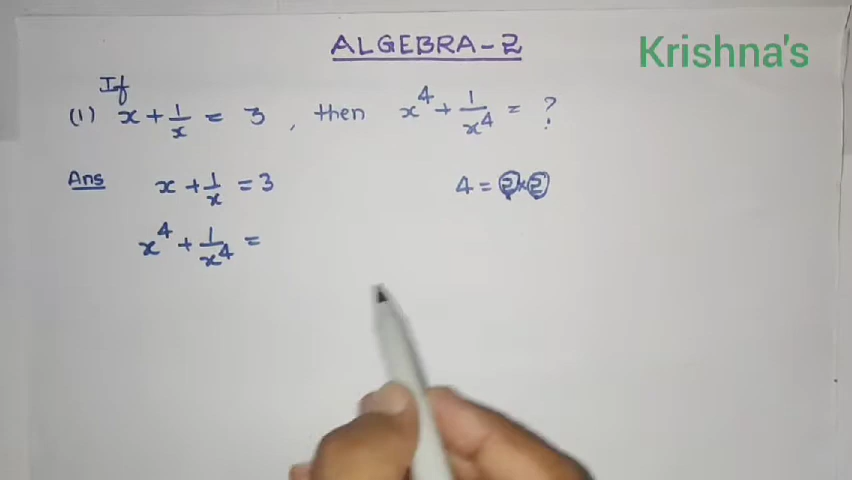 ALGEBRA-2
Krishna's
If
(1) x + 1/x = 3, then x⁴ + 1/x⁴ = ?
Ans x + 1/x = 3 4 = 2×2
x⁴ + 1/x⁴ =